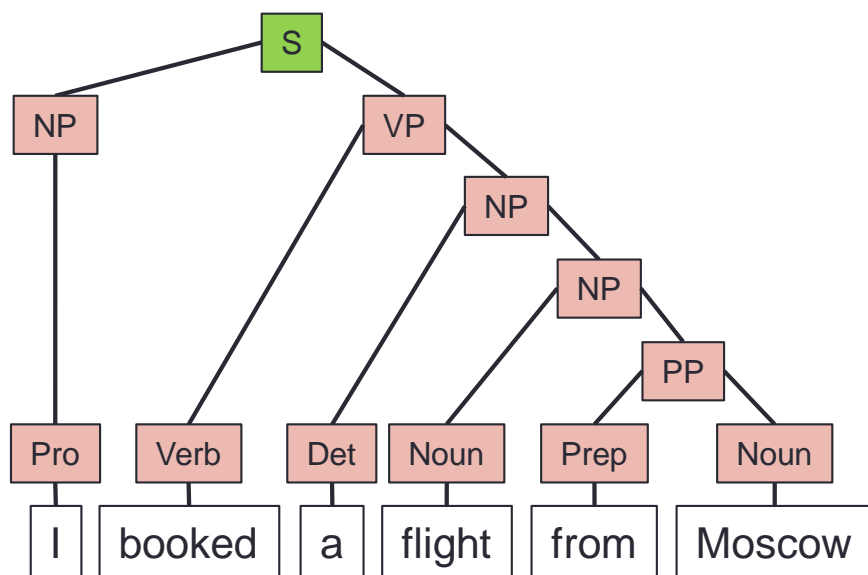 S
NP VP
NP
NP
PP
Pro Verb Det Noun Prep Noun
I booked a flight from Moscow